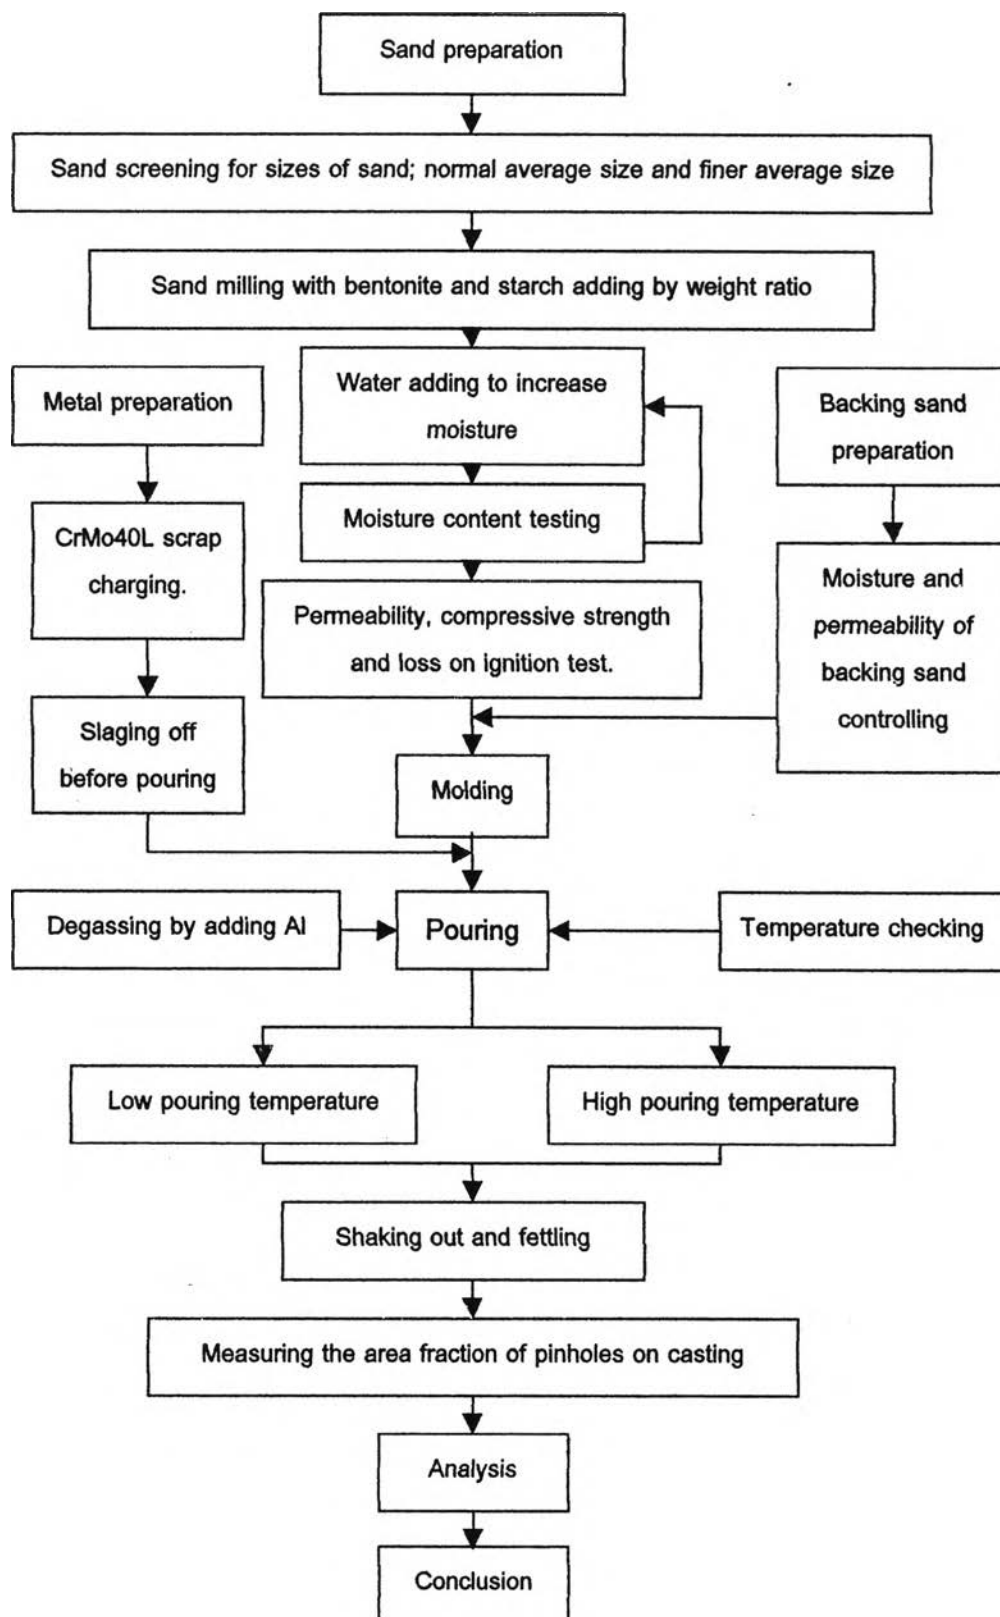 Sand preparation
Sand screening for sizes of sand; normal average size and finer average size
Sand milling with bentonite and starch adding by weight ratio
Water adding to increase
moisture
Metal preparation
Backing sand
preparation
Moisture content testing
CrMo40L scrap
charging.
Moisture and
permeability of
backing sand
controlling
Permeability, compressive strength
and loss on ignition test.
Slaging off
before pouring
Molding
Degassing by adding Al
Pouring
Temperature checking
Low pouring temperature
High pouring temperature
Shaking out and fettling
Measuring the area fraction of pinholes on casting
Analysis
Conclusion